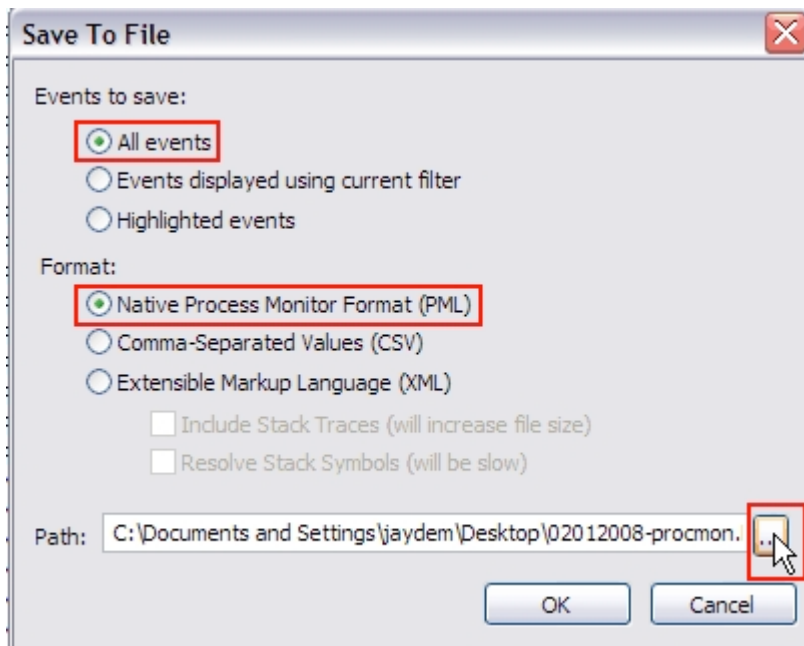 Save To File
Events to save:
All events
Events displayed using current filter
Highlighted events
Format:
Native Process Monitor Format (PML)
Comma-Separated Values (CSV)
Extensible Markup Language (XML)
Include Stack Traces (will increase file size)
Resolve Stack Symbols (will be slow)
Path: C:\Documents and Settings\jaydem\Desktop\02012008-procmon. ..
OK Cancel